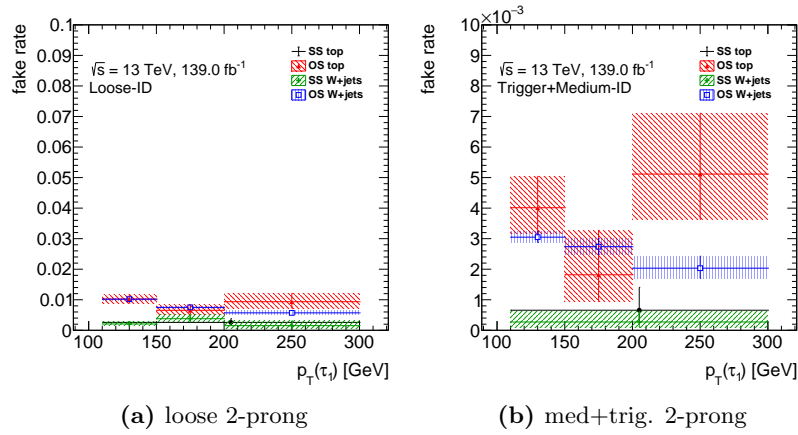 fake rate
0.1
0.09
0.08
0.07
0.06
0.05
0.04
0.03
0.02
0.01
0
√s = 13 TeV, 139.0 fb⁻¹
Loose-ID
SS top
OS top
SS W+jets
OS W+jets
100 150 200 250 300
p_T(τ₁) [GeV]
(a) loose 2-prong
fake rate
10 ×10⁻³
9
8
7
6
5
4
3
2
1
0
√s = 13 TeV, 139.0 fb⁻¹
Trigger+Medium-ID
SS top
OS top
SS W+jets
OS W+jets
100 150 200 250 300
p_T(τ₁) [GeV]
(b) med+trig. 2-prong